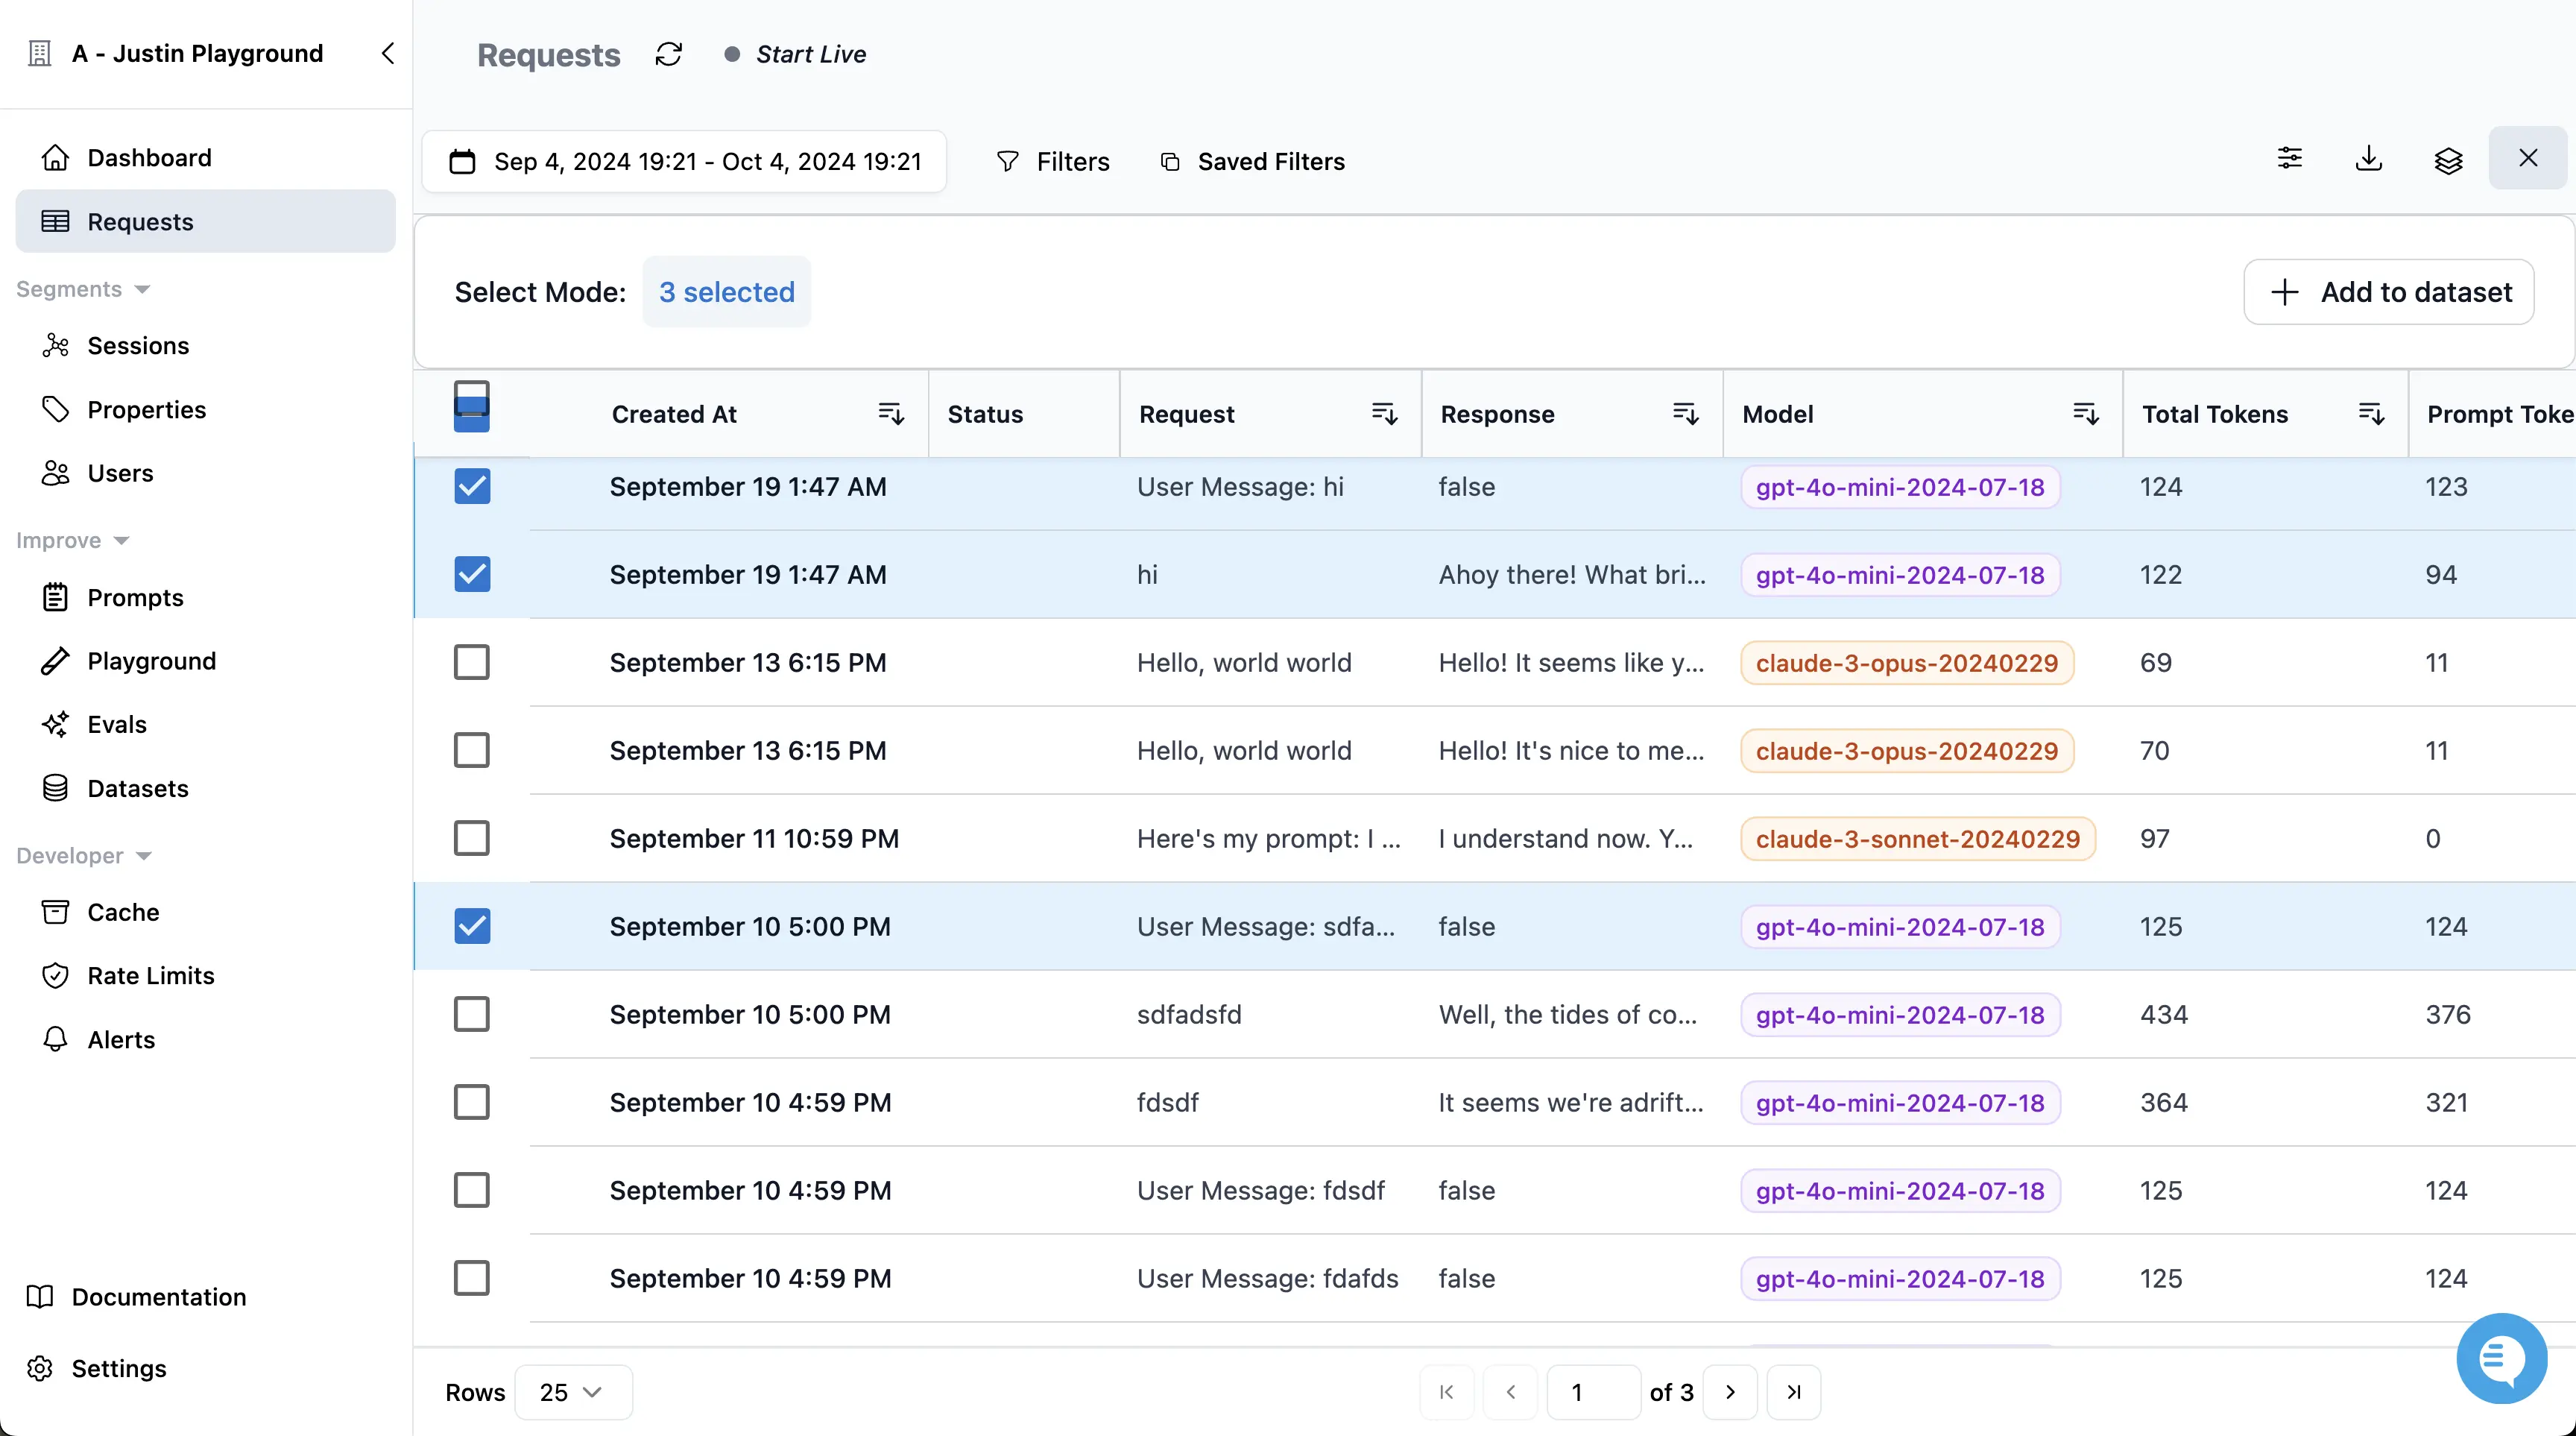 A - Justin Playground
Requests
Start Live
Dashboard
Requests
Segments
Sessions
Properties
Users
Improve
Prompts
Playground
Evals
Datasets
Developer
Cache
Rate Limits
Alerts
Documentation
Settings
Sep 4, 2024 19:21 - Oct 4, 2024 19:21
Filters
Saved Filters
Select Mode: 3 selected
Add to dataset
Created At Status Request Response Model Total Tokens Prompt Toke
September 19 1:47 AM User Message: hi false gpt-4o-mini-2024-07-18 124 123
September 19 1:47 AM hi Ahoy there! What bri... gpt-4o-mini-2024-07-18 122 94
September 13 6:15 PM Hello, world world Hello! It seems like y... claude-3-opus-20240229 69 11
September 13 6:15 PM Hello, world world Hello! It's nice to me... claude-3-opus-20240229 70 11
September 11 10:59 PM Here's my prompt: I ... I understand now. Y... claude-3-sonnet-20240229 97 0
September 10 5:00 PM User Message: sdfa... false gpt-4o-mini-2024-07-18 125 124
September 10 5:00 PM sdfadsfd Well, the tides of co... gpt-4o-mini-2024-07-18 434 376
September 10 4:59 PM fdsdf It seems we're adrift... gpt-4o-mini-2024-07-18 364 321
September 10 4:59 PM User Message: fdsdf false gpt-4o-mini-2024-07-18 125 124
September 10 4:59 PM User Message: fdafds false gpt-4o-mini-2024-07-18 125 124
Rows 25
1 of 3